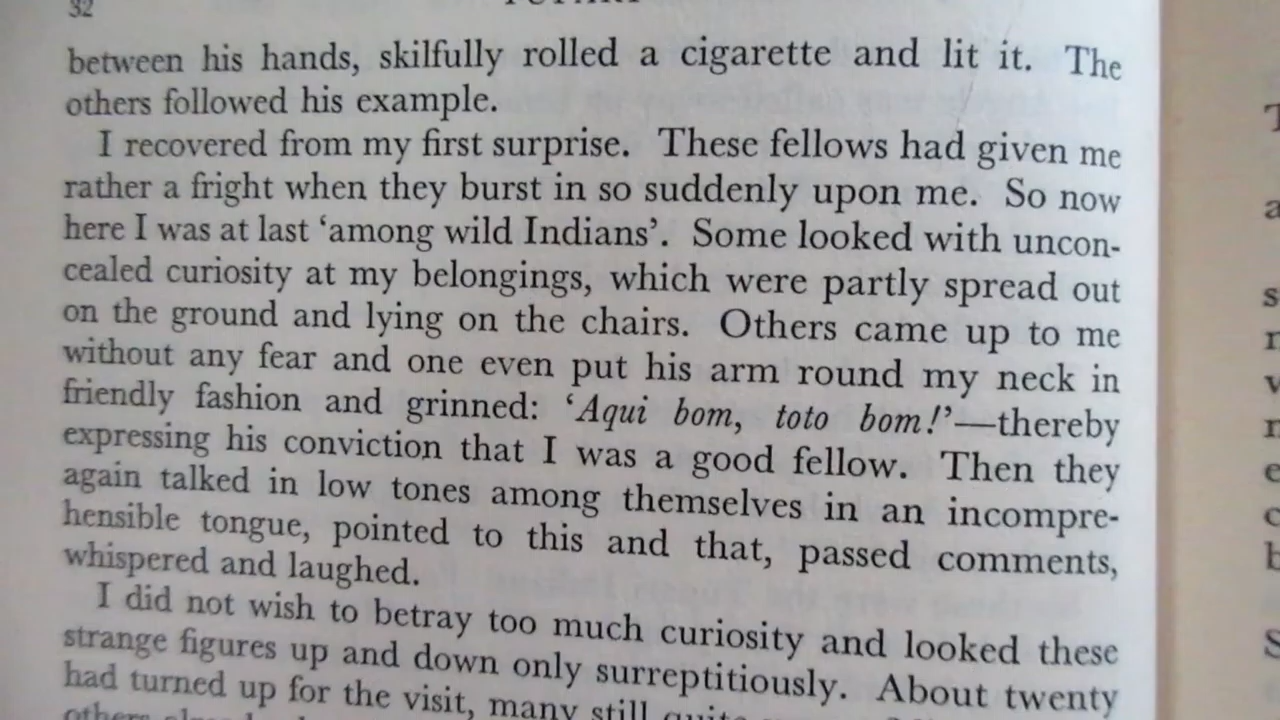 32
between his hands, skilfully rolled a cigarette and lit it. The
others followed his example.
I recovered from my first surprise. These fellows had given me
rather a fright when they burst in so suddenly upon me. So now
here I was at last ‘among wild Indians’. Some looked with uncon-
cealed curiosity at my belongings, which were partly spread out
on the ground and lying on the chairs. Others came up to me
without any fear and one even put his arm round my neck in
friendly fashion and grinned: ‘Aqui bom, toto bom!’—thereby
expressing his conviction that I was a good fellow. Then they
again talked in low tones among themselves in an incompre-
hensible tongue, pointed to this and that, passed comments,
whispered and laughed.
I did not wish to betray too much curiosity and looked these
strange figures up and down only surreptitiously. About twenty
had turned up for the visit, many still